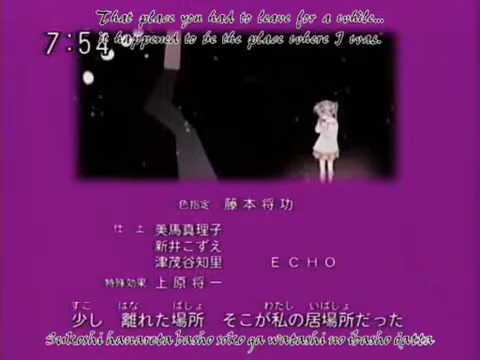 That place you had to leave for a while...
it happened to be the place where I was.
7:54
色指定 藤本将功
仕上 美馬真理子
新井こずえ
津茂谷知里 ECHO
特殊効果 上原将一
すこ はな ばしょ わたし いばしょ
少し 離れた場所 そこが私の居場所だった
Sukoshi hanareta basho soko ga watashi no ibasho datta